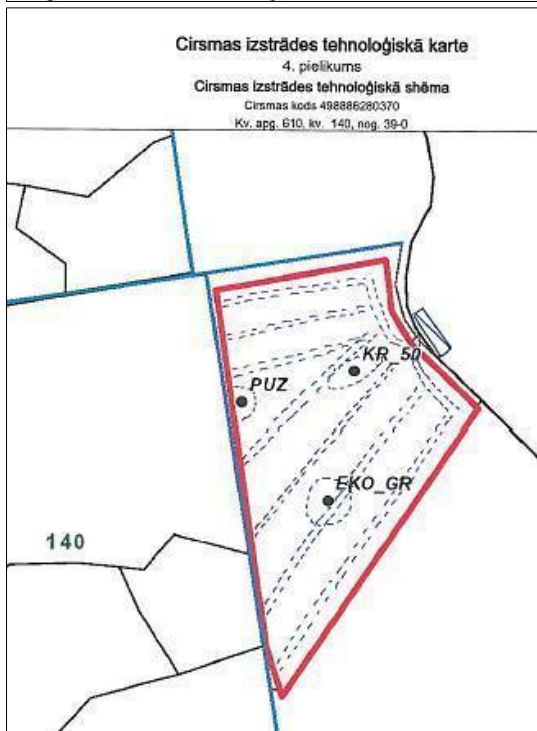 Cirsmas izstrādes tehnoloģiskā karte
4. pielikums
Cirsmas izstrādes tehnoloģiskā shēma
Cirsmas kods 498886280370
Kv. apg. 610, kv. 140, nog. 39-0
KR_50
PUZ
EKO_GR
140